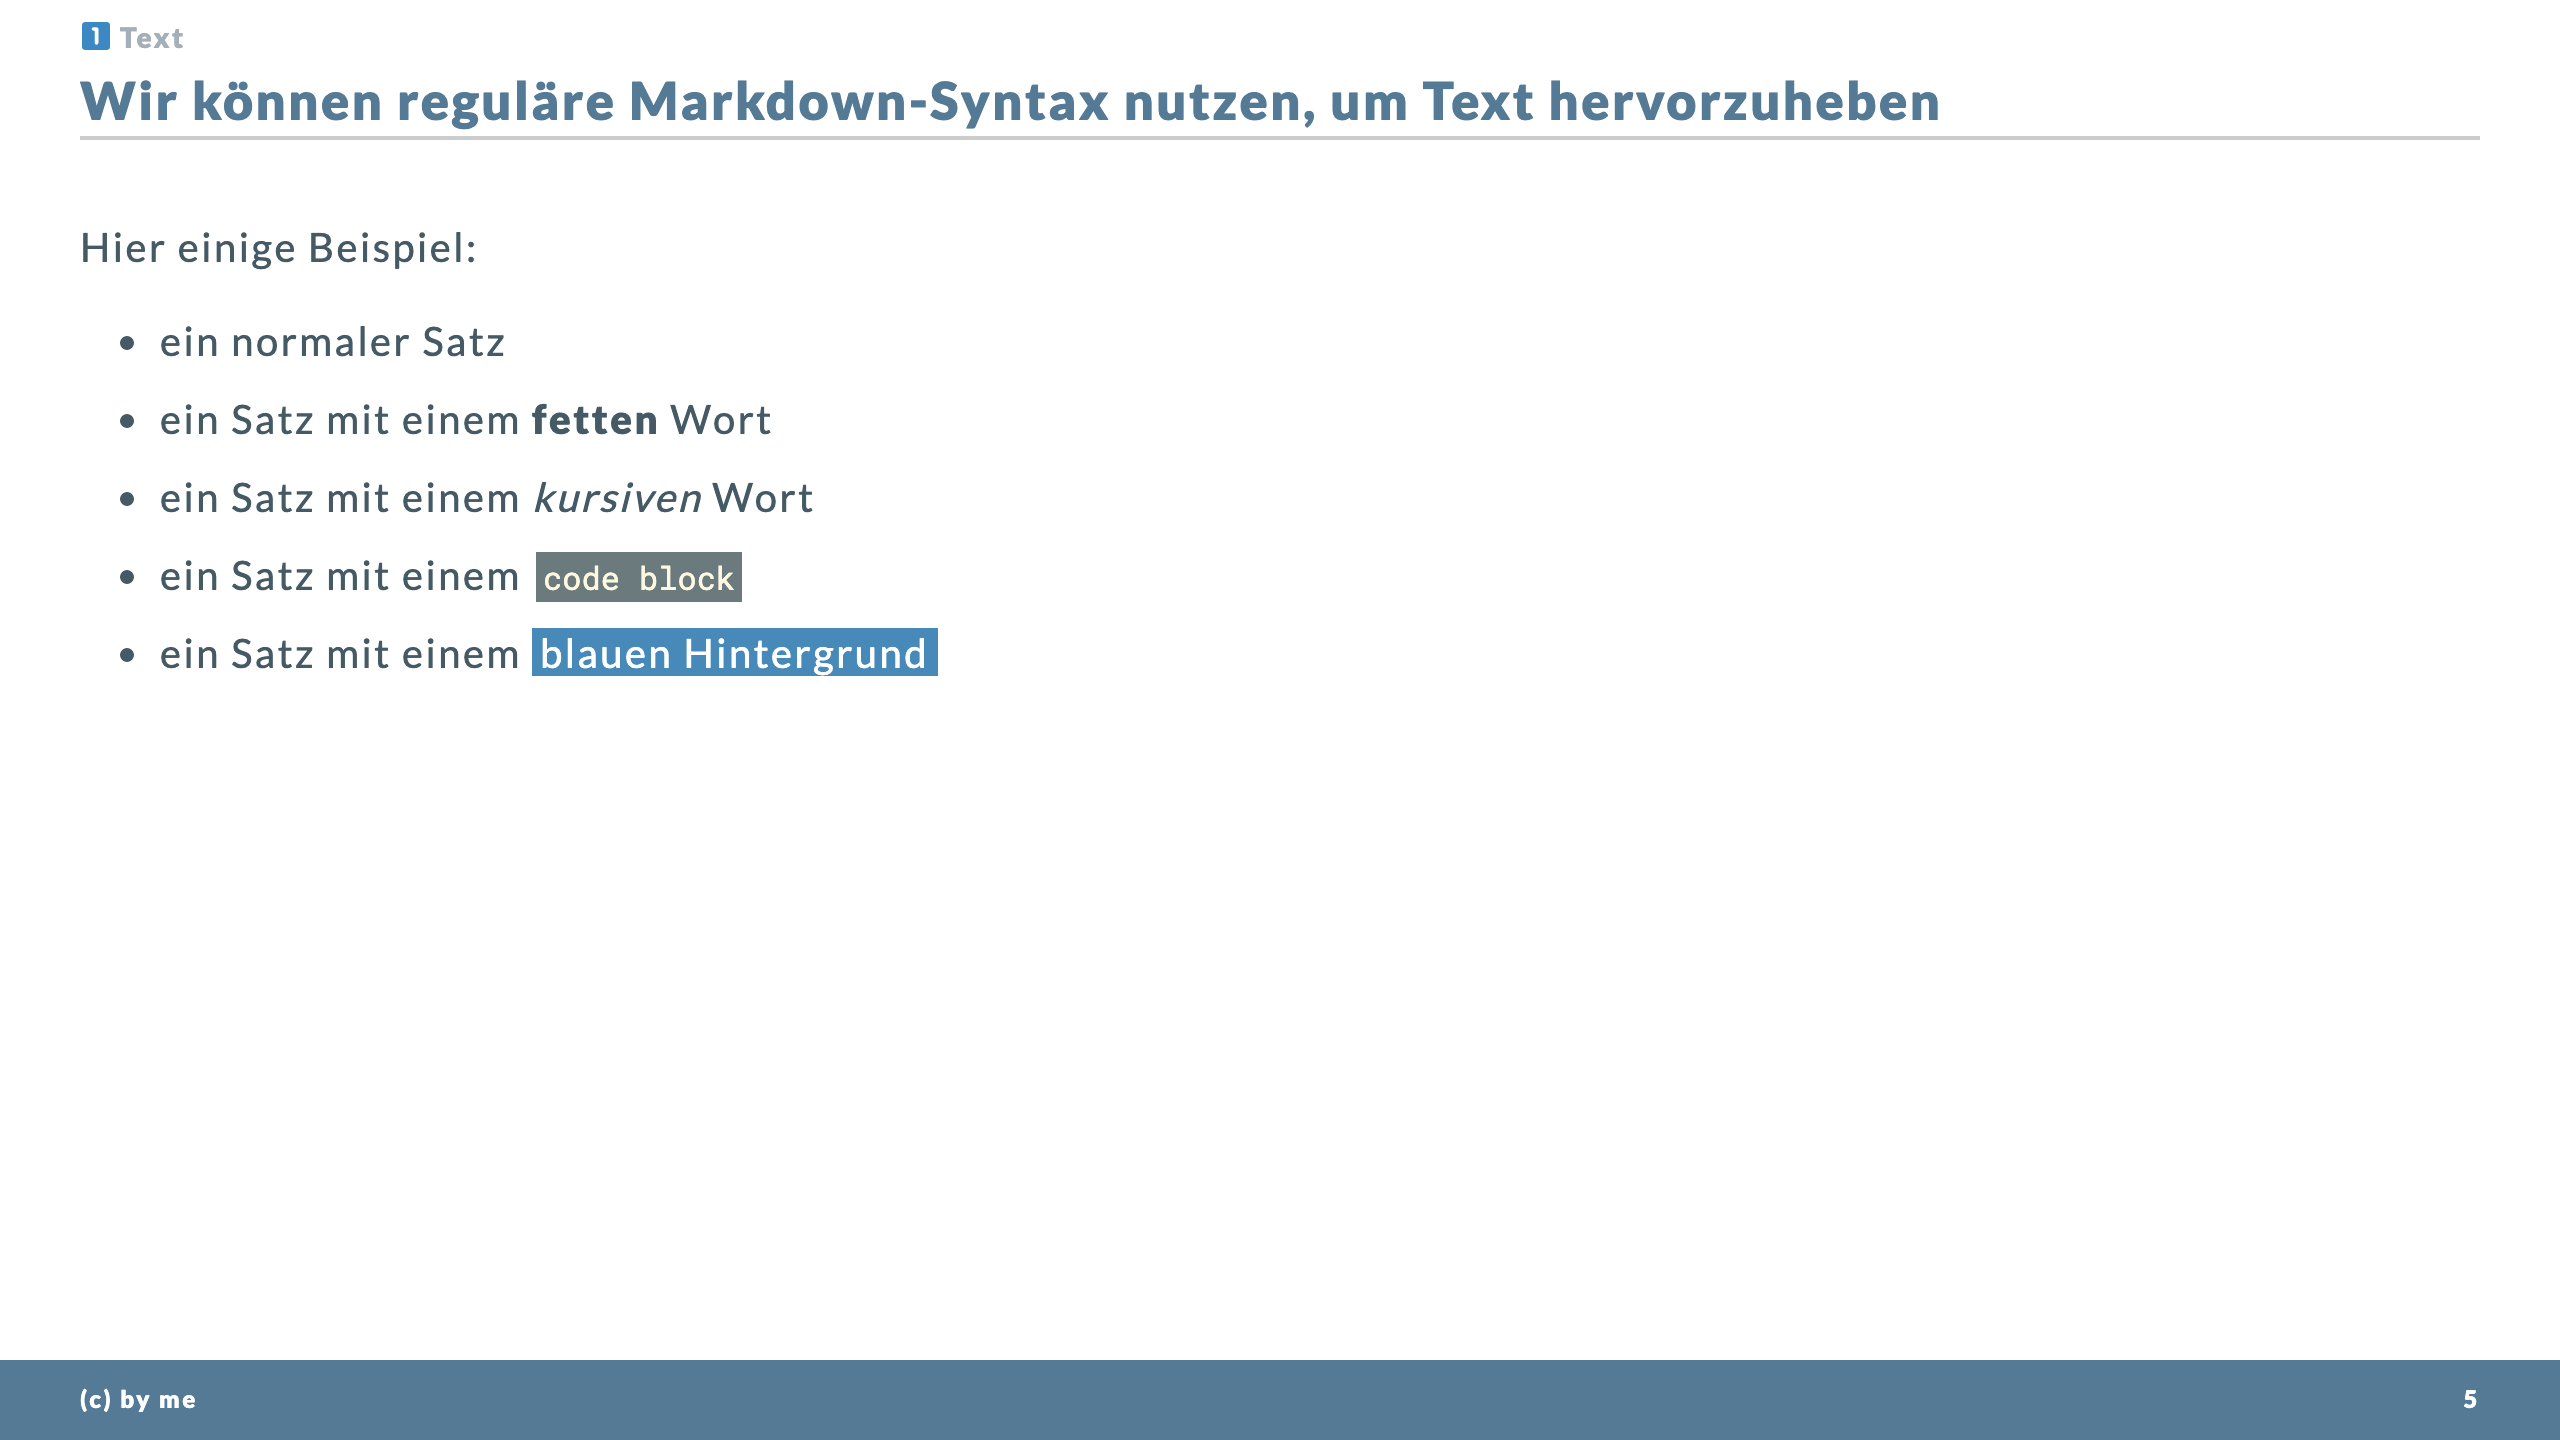 1 Text
Wir können reguläre Markdown-Syntax nutzen, um Text hervorzuheben
Hier einige Beispiel:
• ein normaler Satz
• ein Satz mit einem fetten Wort
• ein Satz mit einem kursiven Wort
• ein Satz mit einem code block
• ein Satz mit einem blauen Hintergrund
(c) by me
5